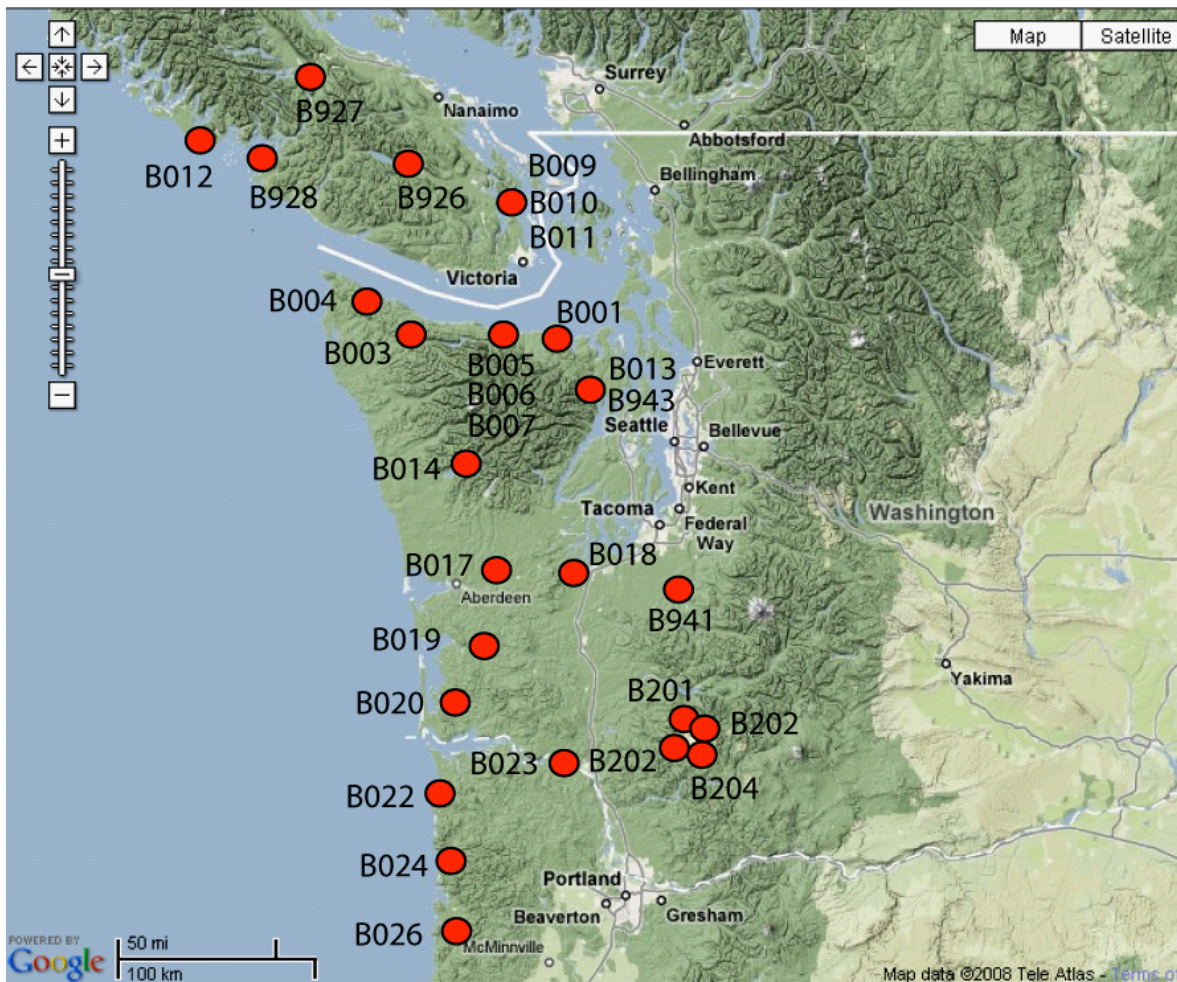 Map
Satellite
Surrey
B927
Nanaimo
Abbotsford
B012
B928
B926
B009
B010
B011
Bellingham
Victoria
B004
B003
B001
B005
B006
B007
B013
B943
Everett
Seattle
Bellevue
B014
Kent
Tacoma
Federal
Way
Washington
B017
B018
Aberdeen
B941
B019
Yakima
B201
B020
B202
B023
B202
B204
B022
B024
Portland
Beaverton
Gresham
B026
McMinnville
POWERED BY
Google
50 mi
100 km
Map data ©2008 Tele Atlas - Terms of